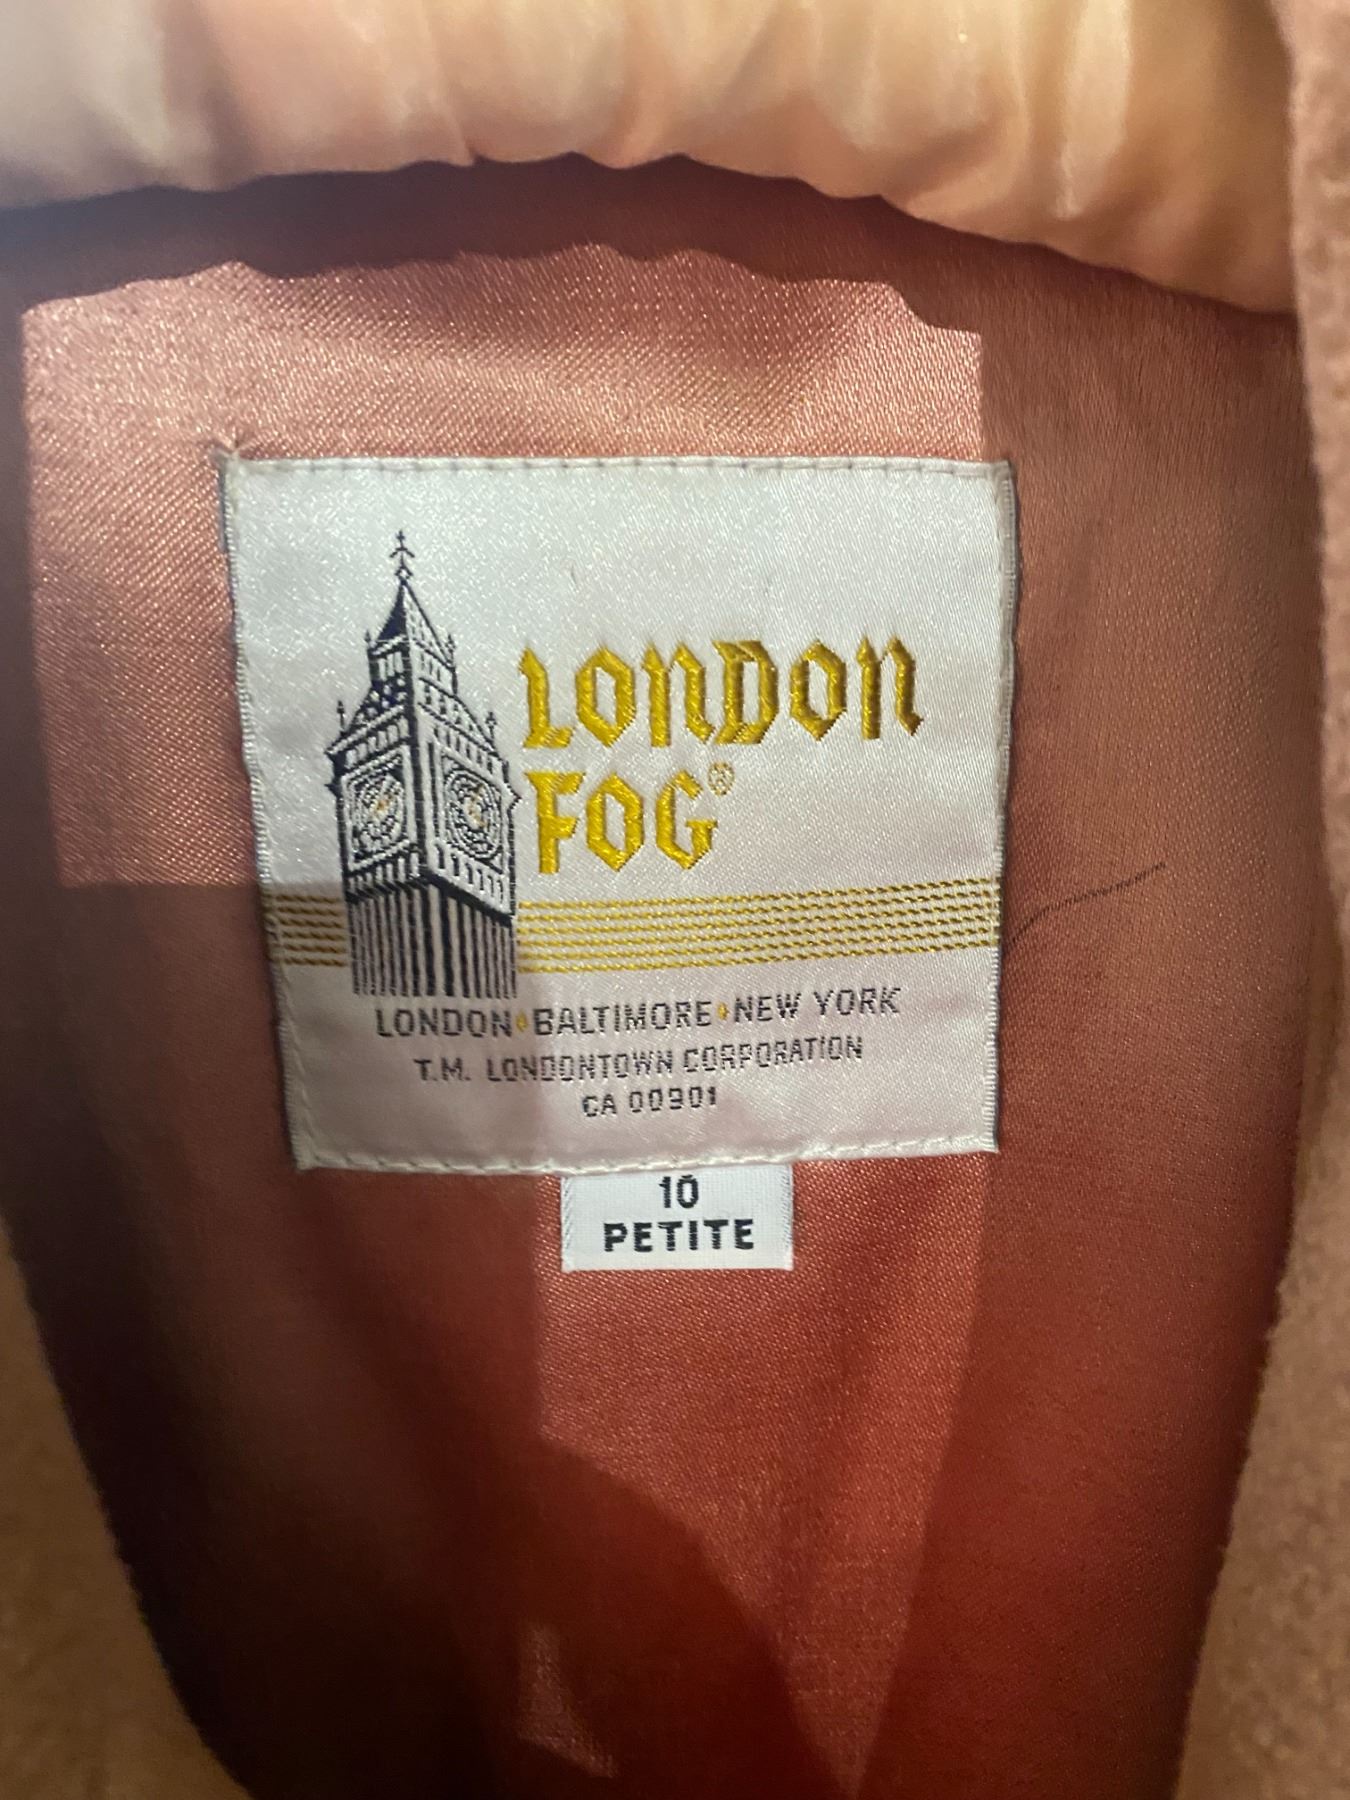 LONDON
FOG®
LONDON♦BALTIMORE♦NEW YORK
T.M. LONDONTOWN CORPORATION
CA 00901
10
PETITE